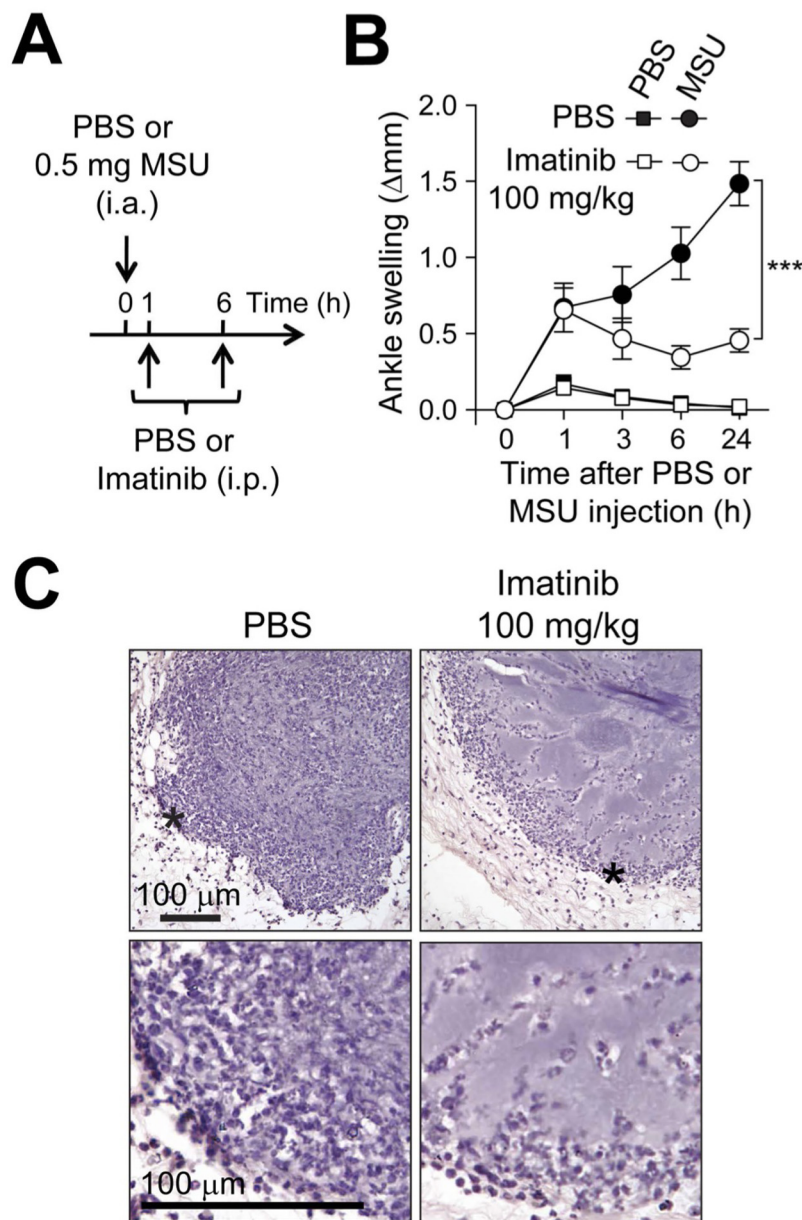 A
PBS or
0.5 mg MSU
(i.a.)
0 1 6 Time (h)
PBS or
Imatinib (i.p.)
B
PBS MSU
PBS
Imatinib
100 mg/kg
Ankle swelling (Δmm)
2.0
1.5
1.0
0.5
0.0
***
0 1 3 6 24
Time after PBS or
MSU injection (h)
C
PBS
Imatinib
100 mg/kg
*
100 μm
*
100 μm